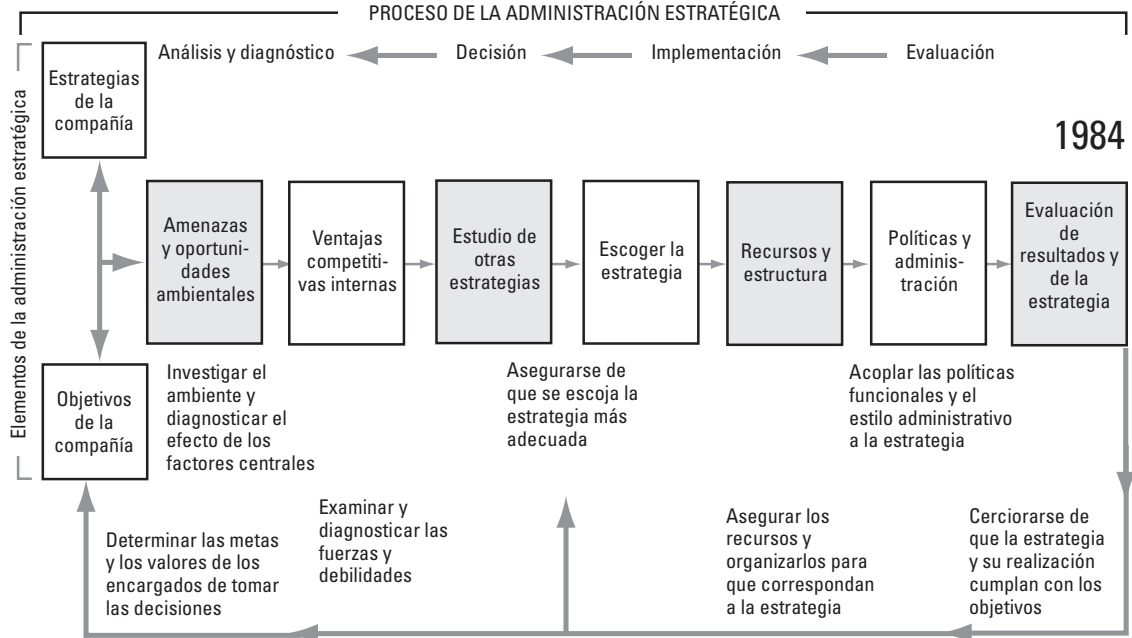 PROCESO DE LA ADMINISTRACIÓN ESTRATÉGICA
Elementos de la administración estratégica
Análisis y diagnóstico
Decisión
Implementación
Evaluación
1984
Estrategias
de la
compañía
Amenazas
y oportuni-
dades
ambientales
Ventajas
competiti-
vas internas
Estudio de
otras
estrategias
Escoger la
estrategia
Recursos y
estructura
Políticas y
adminis-
tración
Evaluación
de
resultados y
de la
estrategia
Objetivos
de la
compañía
Investigar el
ambiente y
diagnosticar el
efecto de los
factores centrales
Asegurarse de
que se escoja la
estrategia más
adecuada
Acoplar las políticas
funcionales y el
estilo administrativo
a la estrategia
Determinar las metas
y los valores de los
encargados de tomar
las decisiones
Examinar y
diagnosticar las
fuerzas y
debilidades
Asegurar los
recursos y
organizarlos para
que correspondan
a la estrategia
Cerciorarse de
que la estrategia
y su realización
cumplan con los
objetivos